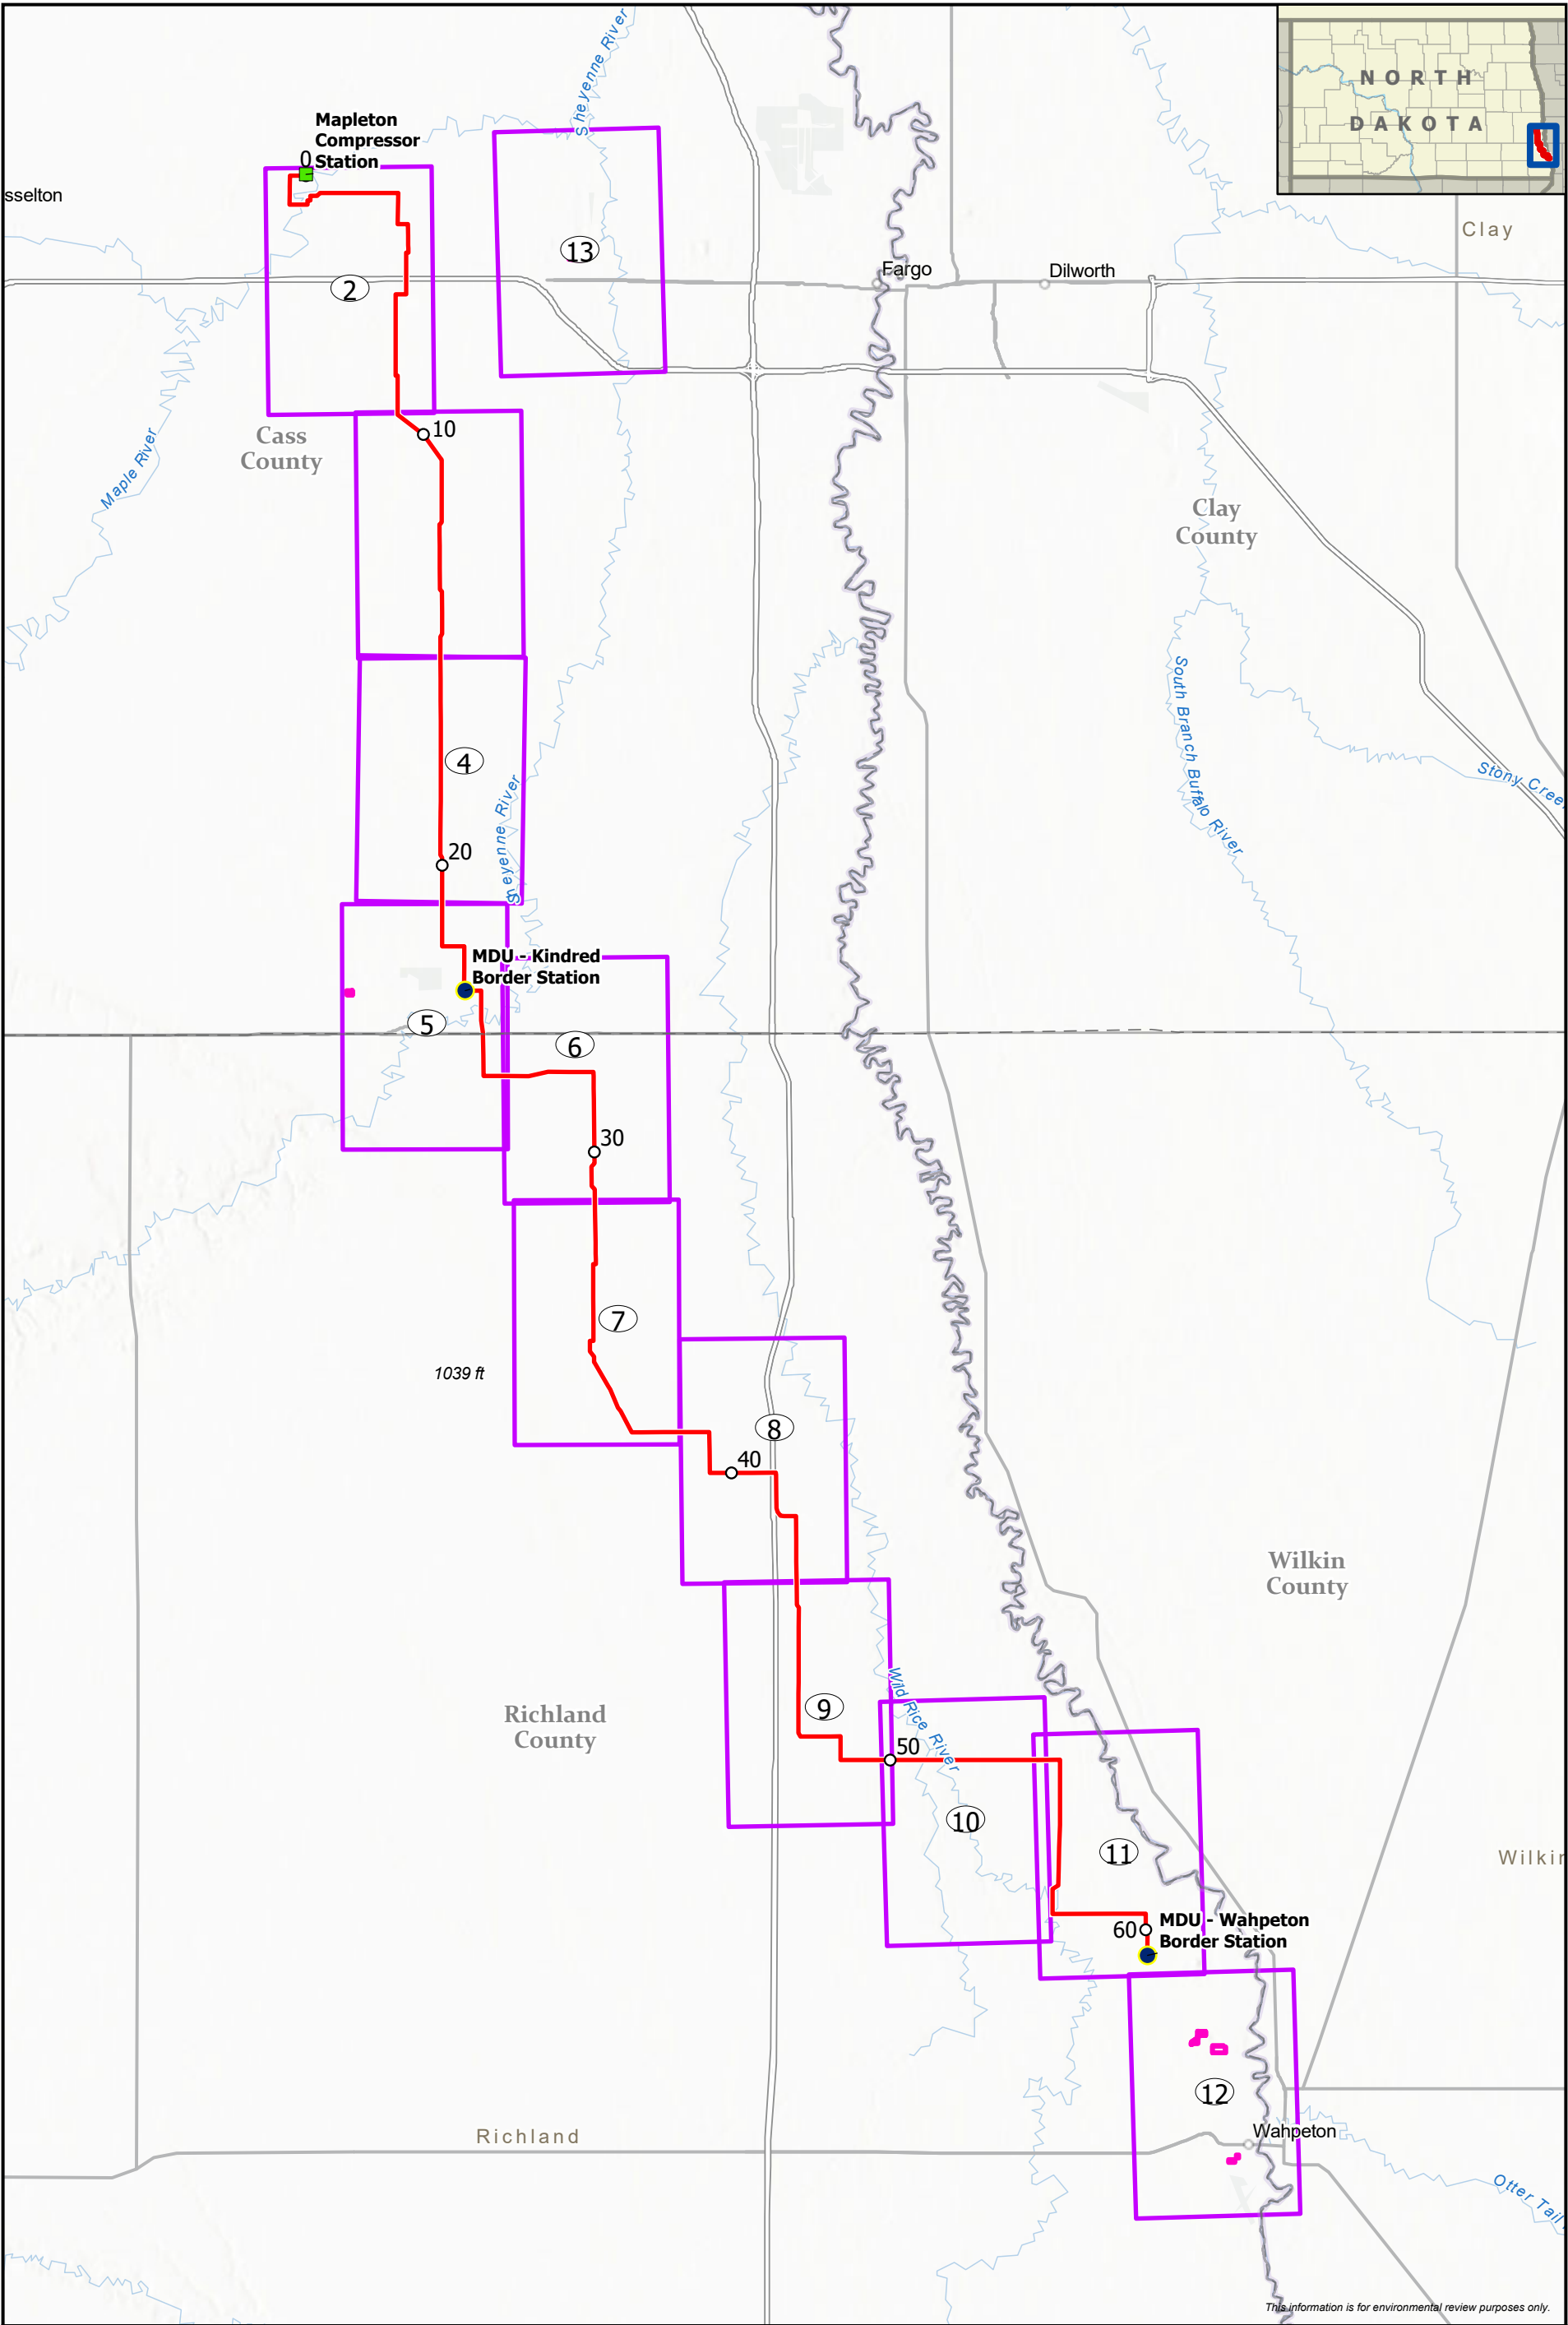 Sheyenne River
NORTH
DAKOTA
Mapleton
Compressor
Station
0
sselton
Clay
13
Fargo
Dilworth
2
10
Cass
County
Maple River
Clay
County
South Branch Buffalo River
Stony Cree
4
Sheyenne River
20
MDU - Kindred
Border Station
5
6
30
7
1039 ft
8
40
Wilkin
County
Wild Rice River
Richland
County
9
50
10
11
Wilkin
60
MDU - Wahpeton
Border Station
12
Wahpeton
Richland
Otter Tail
This information is for environmental review purposes only.